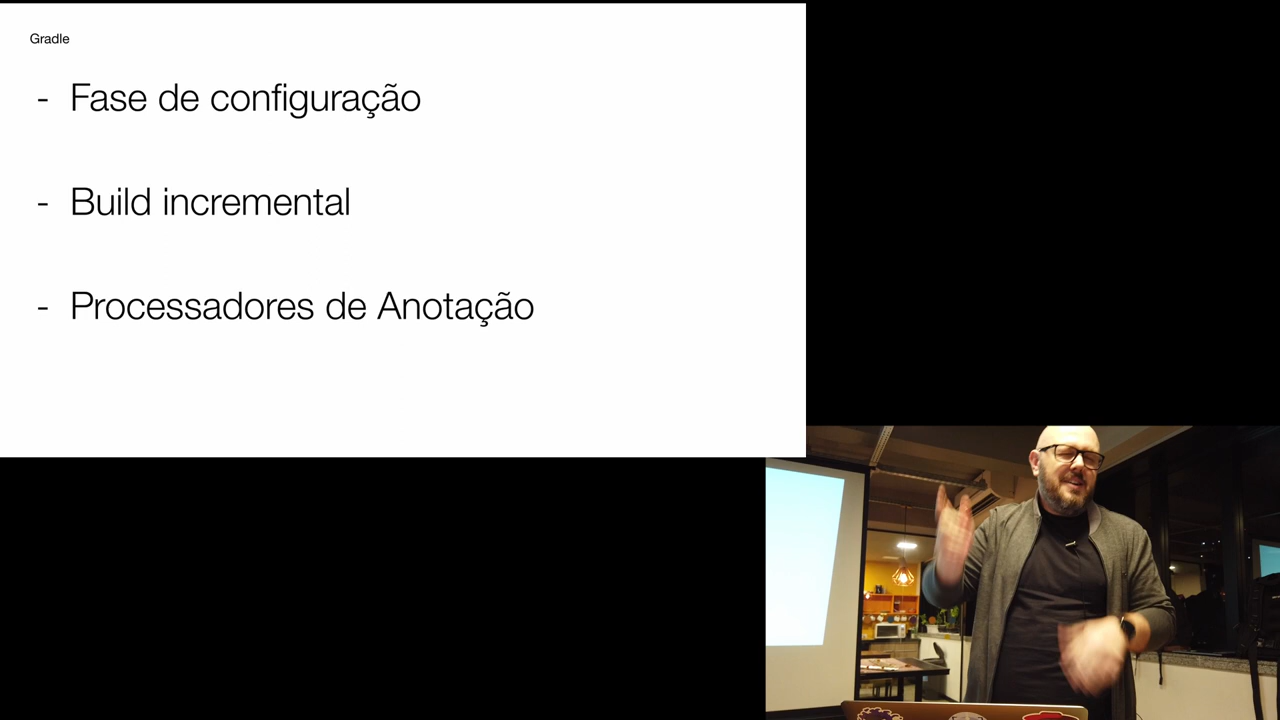 Gradle
- Fase de configuração
- Build incremental
- Processadores de Anotação